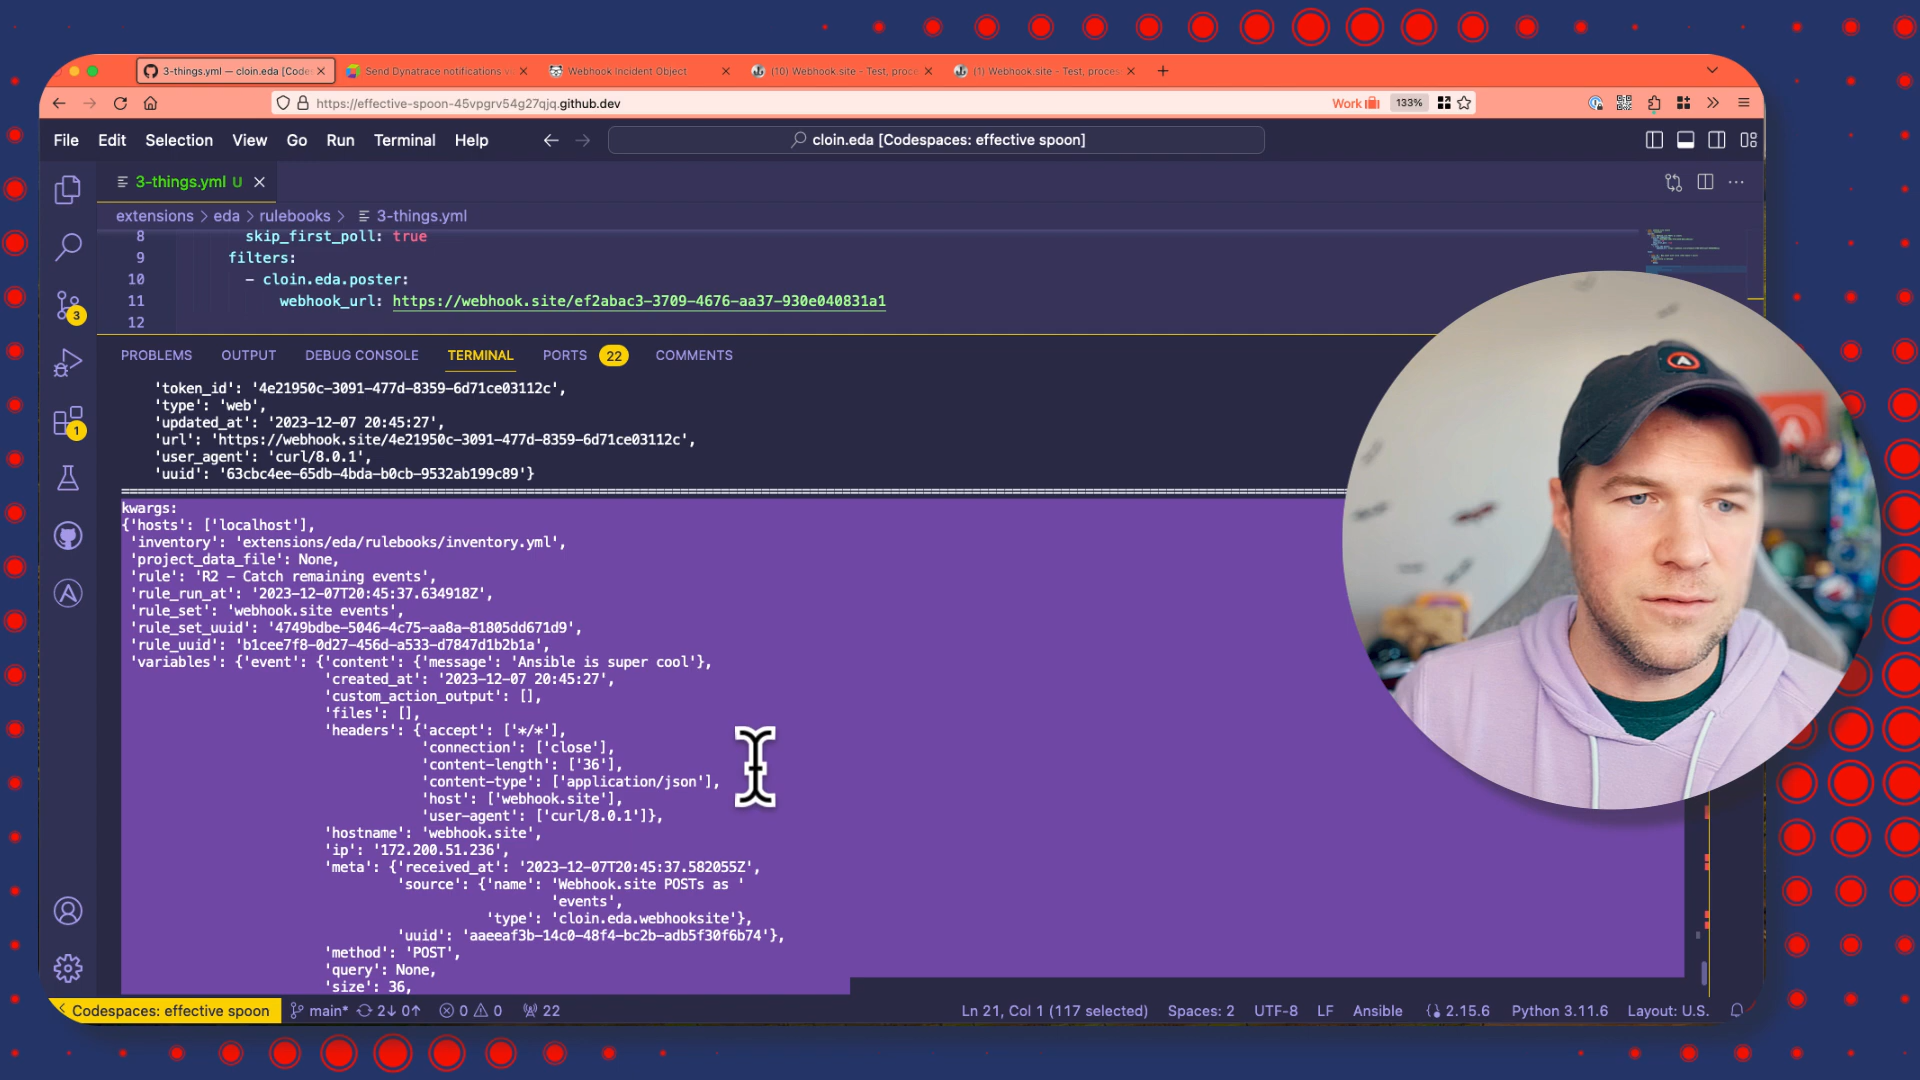 3-things.yml — cloin.eda [Code
Send Dynatrace notifications v
Webhook Incident Object
(10) Webhook.site - Test, proc
(1) Webhook.site - Test, proces
https://effective-spoon-45vpgrv54g27qjq.github.dev
Work
133%
File Edit Selection View Go Run Terminal Help
cloin.eda [Codespaces: effective spoon]
3-things.yml U
extensions > eda > rulebooks > 3-things.yml
8 skip_first_poll: true
9 filters:
10 - cloin.eda.poster:
11 webhook_url: https://webhook.site/ef2abac3-3709-4676-aa37-930e040831a1
12
3
1
PROBLEMS OUTPUT DEBUG CONSOLE TERMINAL PORTS 22 COMMENTS
'token_id': '4e21950c-3091-477d-8359-6d71ce03112c',
'type': 'web',
'updated_at': '2023-12-07 20:45:27',
'url': 'https://webhook.site/4e21950c-3091-477d-8359-6d71ce03112c',
'user_agent': 'curl/8.0.1',
'uuid': '63cbc4ee-65db-4bda-b0cb-9532ab199c89'}
kwargs:
{'hosts': ['localhost'],
'inventory': 'extensions/eda/rulebooks/inventory.yml',
'project_data_file': None,
'rule': 'R2 - Catch remaining events',
'rule_run_at': '2023-12-07T20:45:37.634918Z',
'rule_set': 'webhook.site events',
'rule_set_uuid': '4749bdbe-5046-4c75-aa8a-81805dd671d9',
'rule_uuid': 'b1cee7f8-0d27-456d-a533-d7847d1b2b1a',
'variables': {'event': {'content': {'message': 'Ansible is super cool'},
'created_at': '2023-12-07 20:45:27',
'custom_action_output': [],
'files': [],
'headers': {'accept': ['*/*'],
'connection': ['close'],
'content-length': ['36'],
'content-type': ['application/json'],
'host': ['webhook.site'],
'user-agent': ['curl/8.0.1']},
'hostname': 'webhook.site',
'ip': '172.200.51.236',
'meta': {'received_at': '2023-12-07T20:45:37.582055Z',
'source': {'name': 'Webhook.site POSTs as '
'events',
'type': 'cloin.eda.webhooksite'},
'uuid': 'aaeeaf3b-14c0-48f4-bc2b-adb5f30f6b74'},
'method': 'POST',
'query': None,
'size': 36,
Codespaces: effective spoon main* 2↓ 0↑ 0 0 22 Ln 21, Col 1 (117 selected) Spaces: 2 UTF-8 LF Ansible 2.15.6 Python 3.11.6 Layout: U.S.